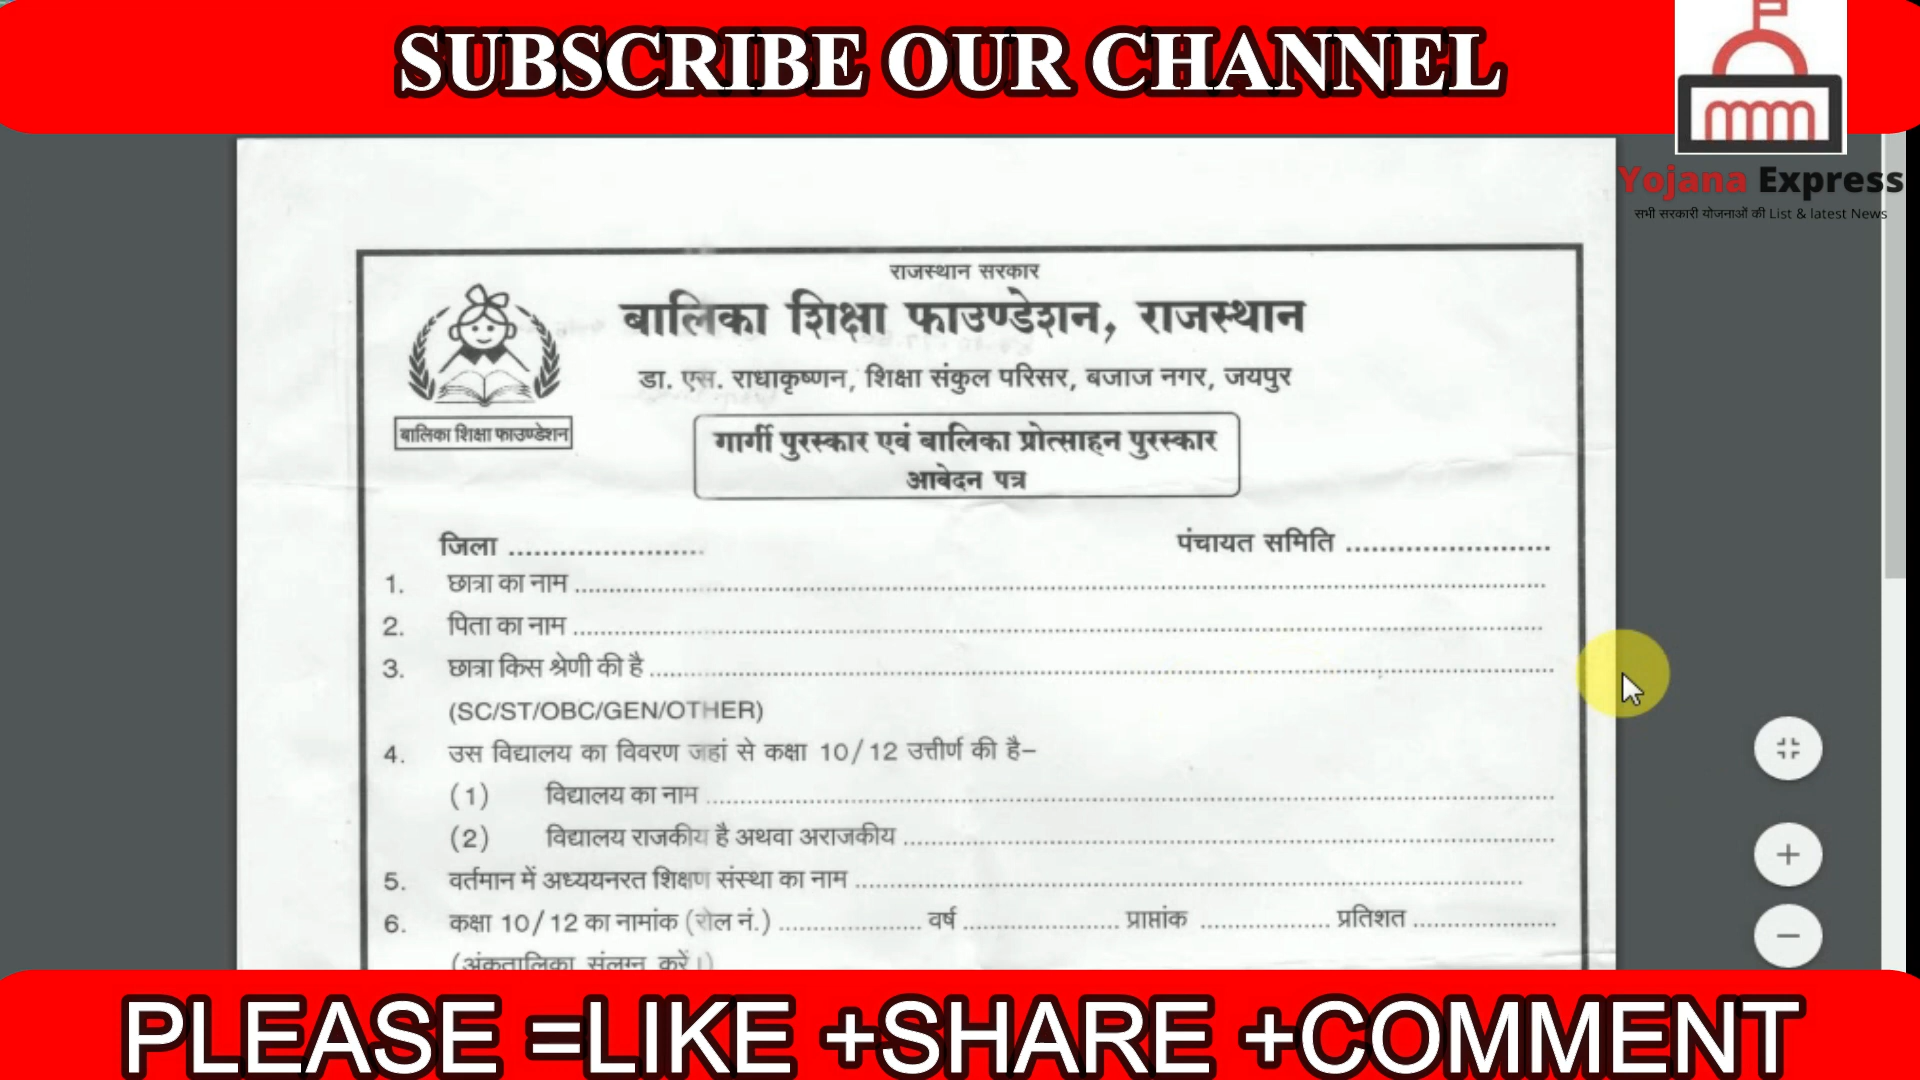 SUBSCRIBE OUR CHANNEL
Yojana Express
सभी सरकारी योजनाओं की List & latest News
राजस्थान सरकार
बालिका शिक्षा फाउण्डेशन, राजस्थान
डा. एस. राधाकृष्णन, शिक्षा संकुल परिसर, बजाज नगर, जयपुर
बालिका शिक्षा फाउण्डेशन
गार्गी पुरस्कार एवं बालिका प्रोत्साहन पुरस्कार
आवेदन पत्र
जिला ....................... पंचायत समिति ........................
1. छात्रा का नाम ........................
2. पिता का नाम ........................
3. छात्रा किस श्रेणी की है ........................
(SC/ST/OBC/GEN/OTHER)
4. उस विद्यालय का विवरण जहां से कक्षा 10/12 उत्तीर्ण की है–
(1) विद्यालय का नाम ........................
(2) विद्यालय राजकीय है अथवा अराजकीय ........................
5. वर्तमान में अध्ययनरत शिक्षण संस्था का नाम ........................
6. कक्षा 10/12 का नामांक (रोल नं.) ...................... वर्ष ........................ प्राप्तांक .................... प्रतिशत ......................
(अंकतालिका संलग्न करें।)
PLEASE =LIKE +SHARE +COMMENT